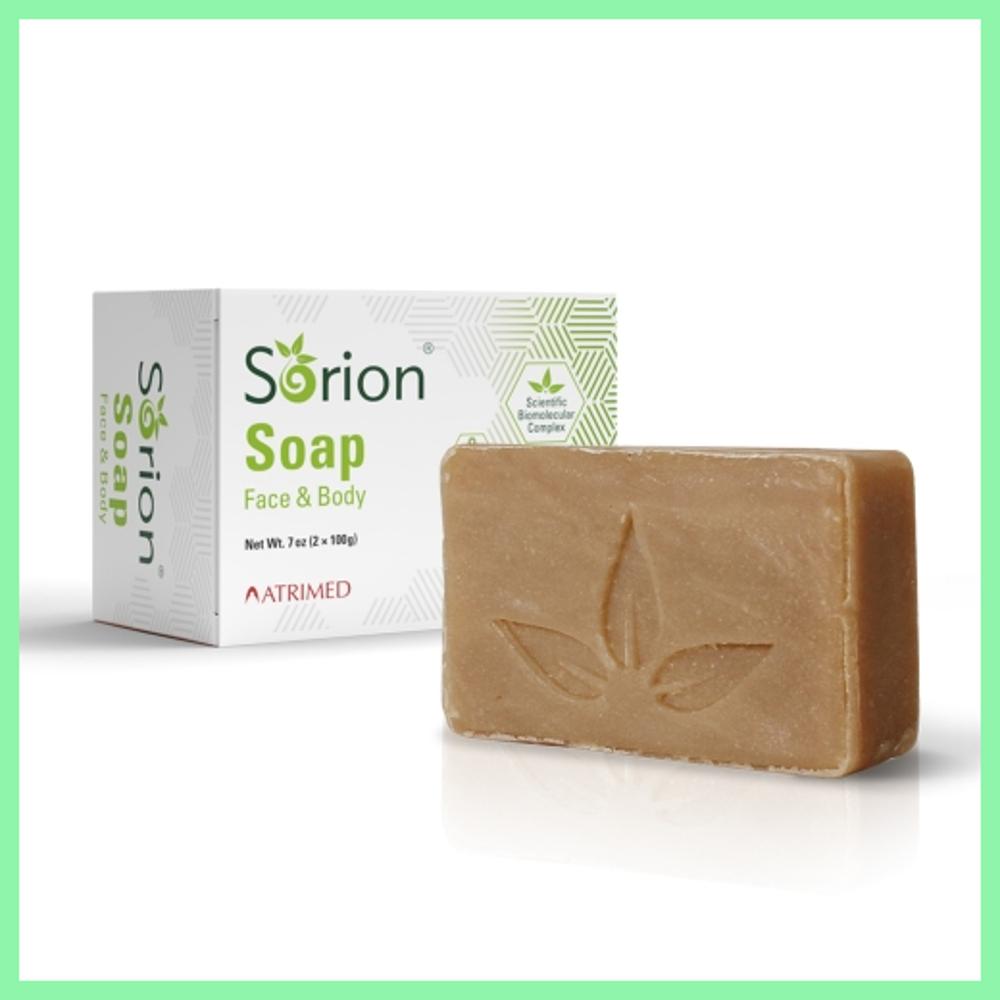 Sorion®
Soap
Face & Body
Sorion®
Soap
Face & Body
Net Wt. 7 oz (2 x 100g)
ATRIMED
Scientific
Biomolecular
Complex